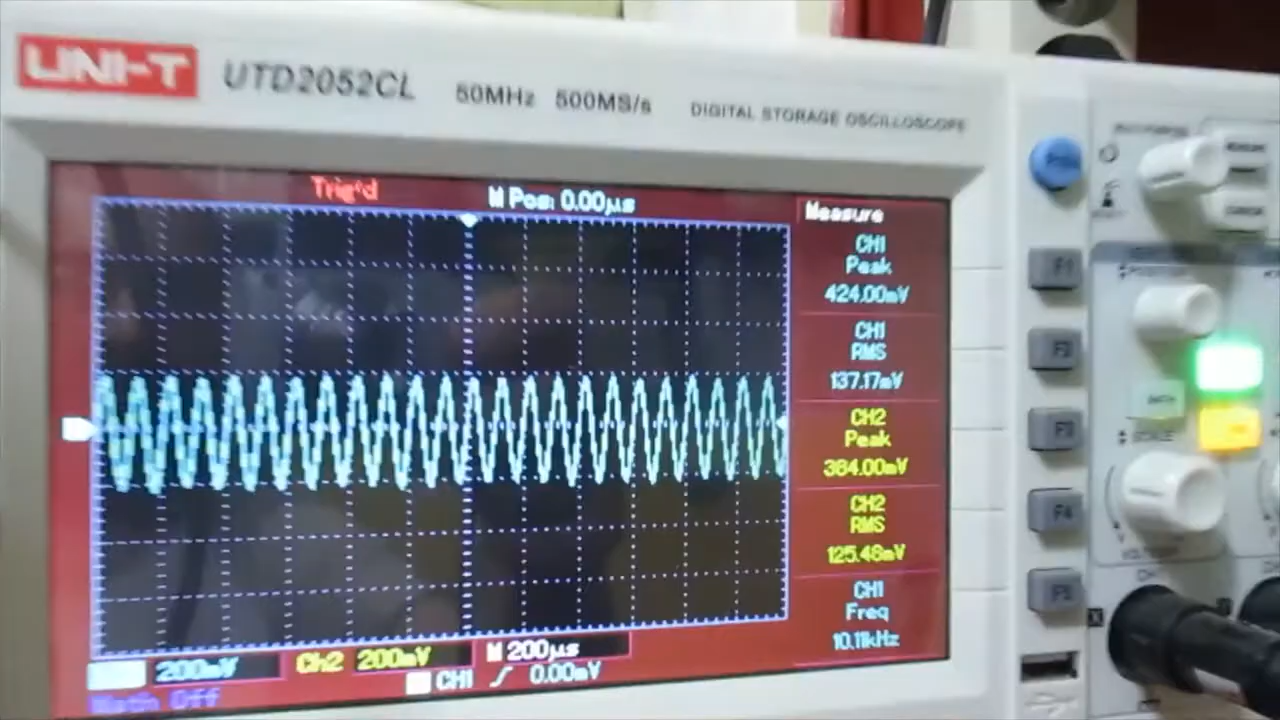 UNI-T UTD2052CL 50MHz 500MS/s DIGITAL STORAGE OSCILLOSCOPE
Trig'd M Pos: 0.00µs
Measure
CH1
Peak
424.00mV
CH1
RMS
137.17mV
CH2
Peak
384.00mV
CH2
RMS
125.48mV
CH1
Freq
10.11kHz
200mV Ch2 200mV M 200µs
CH1 0.00mV
Math Off
F1
F2
F3
F4
F5